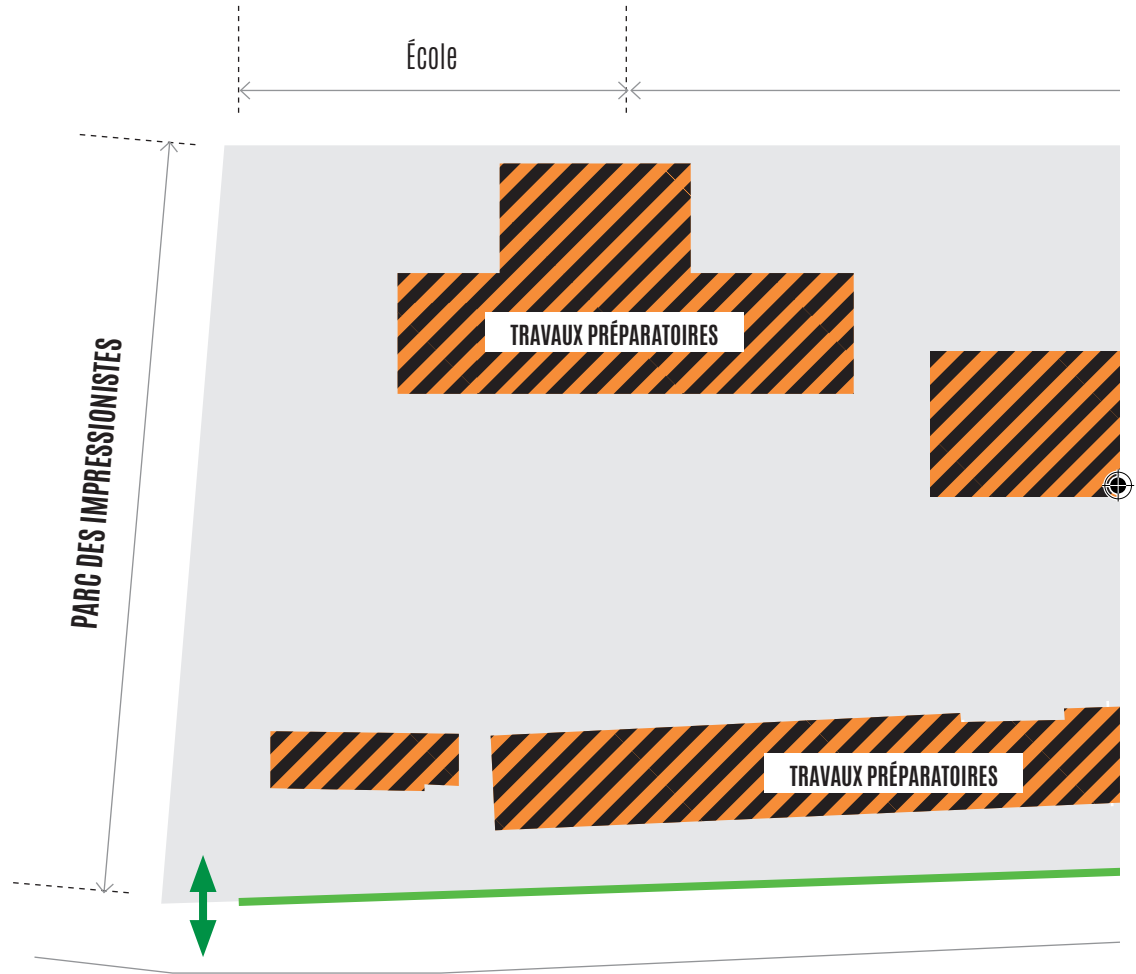 École
TRAVAUX PRÉPARATOIRES
PARC DES IMPRESSIONISTES
TRAVAUX PRÉPARATOIRES